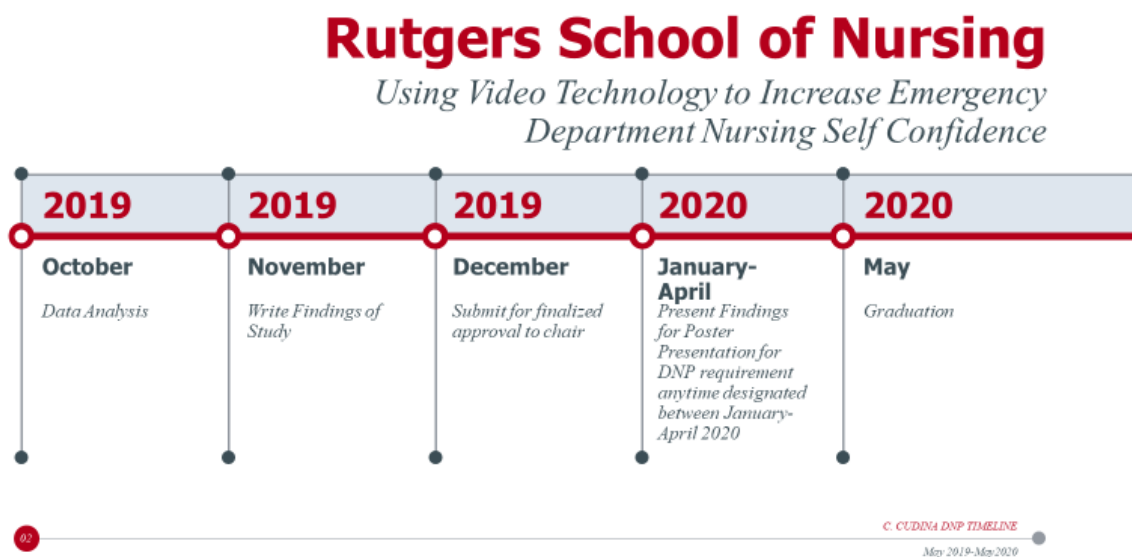 Rutgers School of Nursing
Using Video Technology to Increase Emergency
Department Nursing Self Confidence
2019
October
Data Analysis
2019
November
Write Findings of
Study
2019
December
Submit for finalized
approval to chair
2020
January-
April
Present Findings
for Poster
Presentation for
DNP requirement
anytime designated
between January-
April 2020
2020
May
Graduation
02
C. CUDINA DNP TIMELINE
May 2019-May2020